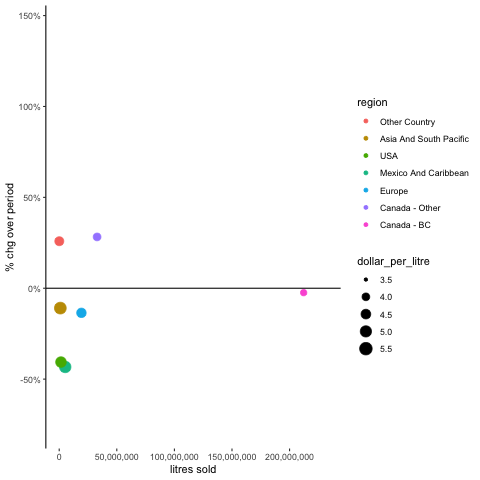 150%
100%
50%
0%
-50%
% chg over period
0
50,000,000
100,000,000
150,000,000
200,000,000
litres sold
region
Other Country
Asia And South Pacific
USA
Mexico And Caribbean
Europe
Canada - Other
Canada - BC
dollar_per_litre
3.5
4.0
4.5
5.0
5.5